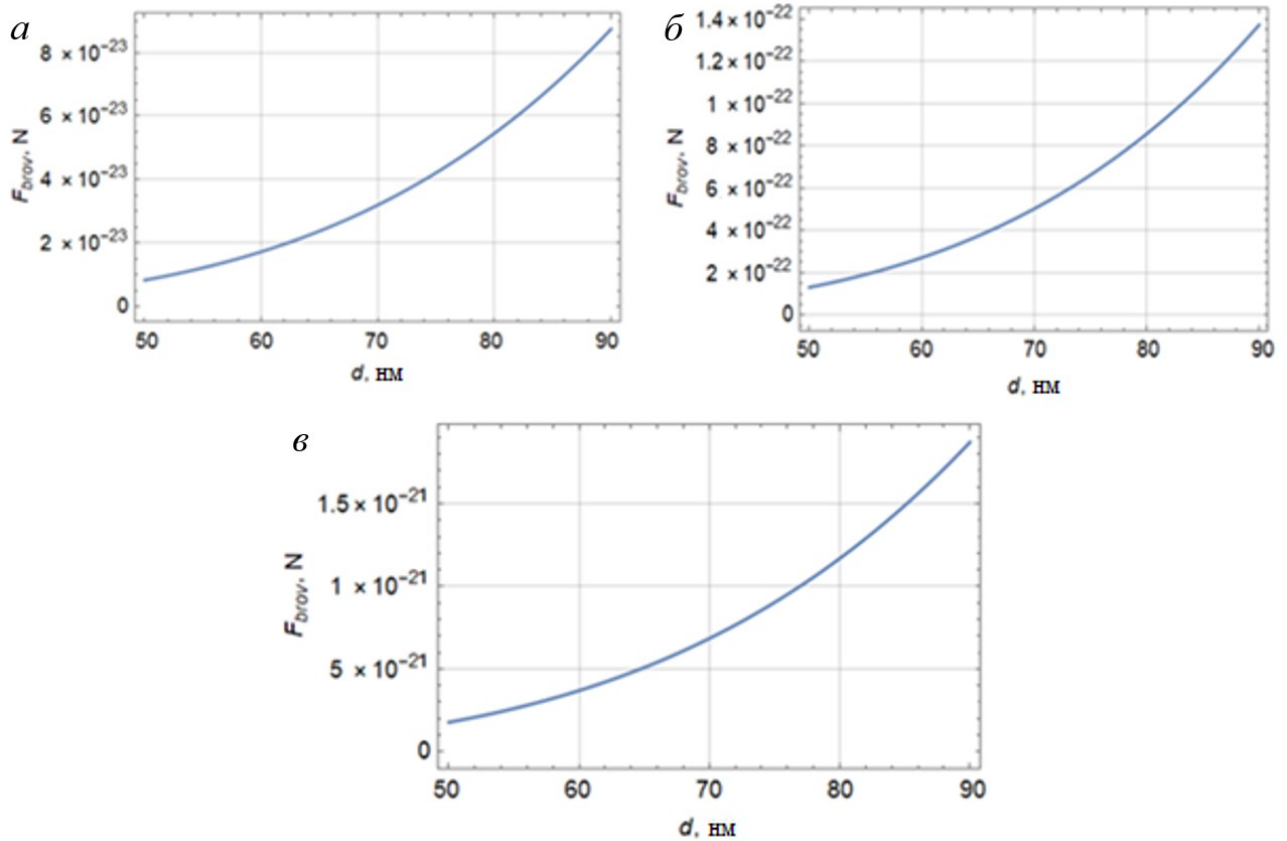 а
8 × 10⁻²³
6 × 10⁻²³
4 × 10⁻²³
2 × 10⁻²³
0
F_brov, N
50 60 70 80 90
d, нм
б
1.4 × 10⁻²²
1.2 × 10⁻²²
1 × 10⁻²²
8 × 10⁻²²
6 × 10⁻²²
4 × 10⁻²²
2 × 10⁻²²
0
F_brov, N
50 60 70 80 90
d, нм
в
1.5 × 10⁻²¹
1 × 10⁻²¹
5 × 10⁻²¹
0
F_brov, N
50 60 70 80 90
d, нм